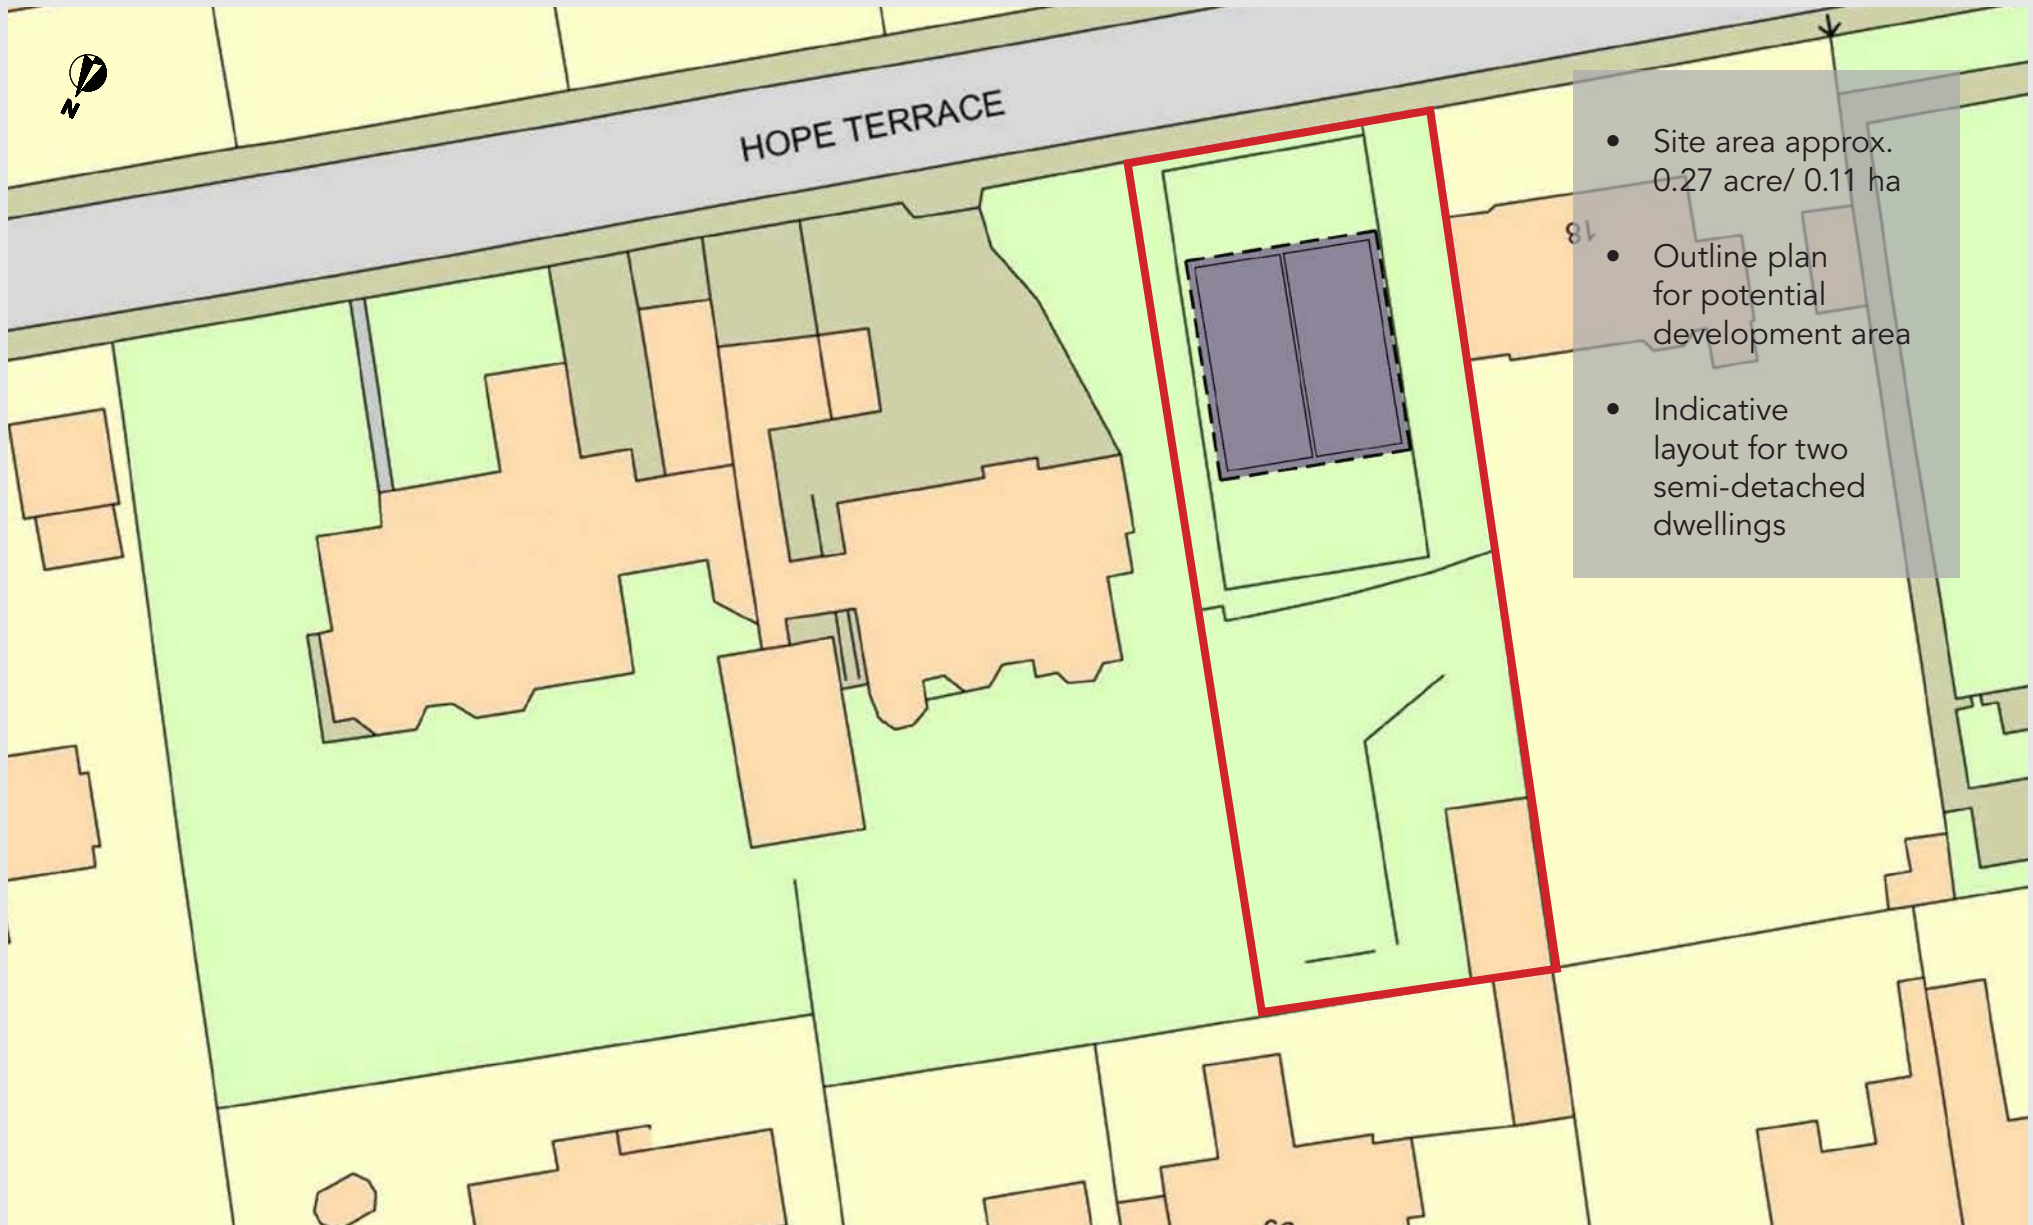 N
HOPE TERRACE
18
• Site area approx.
0.27 acre/ 0.11 ha
• Outline plan
for potential
development area
• Indicative
layout for two
semi-detached
dwellings